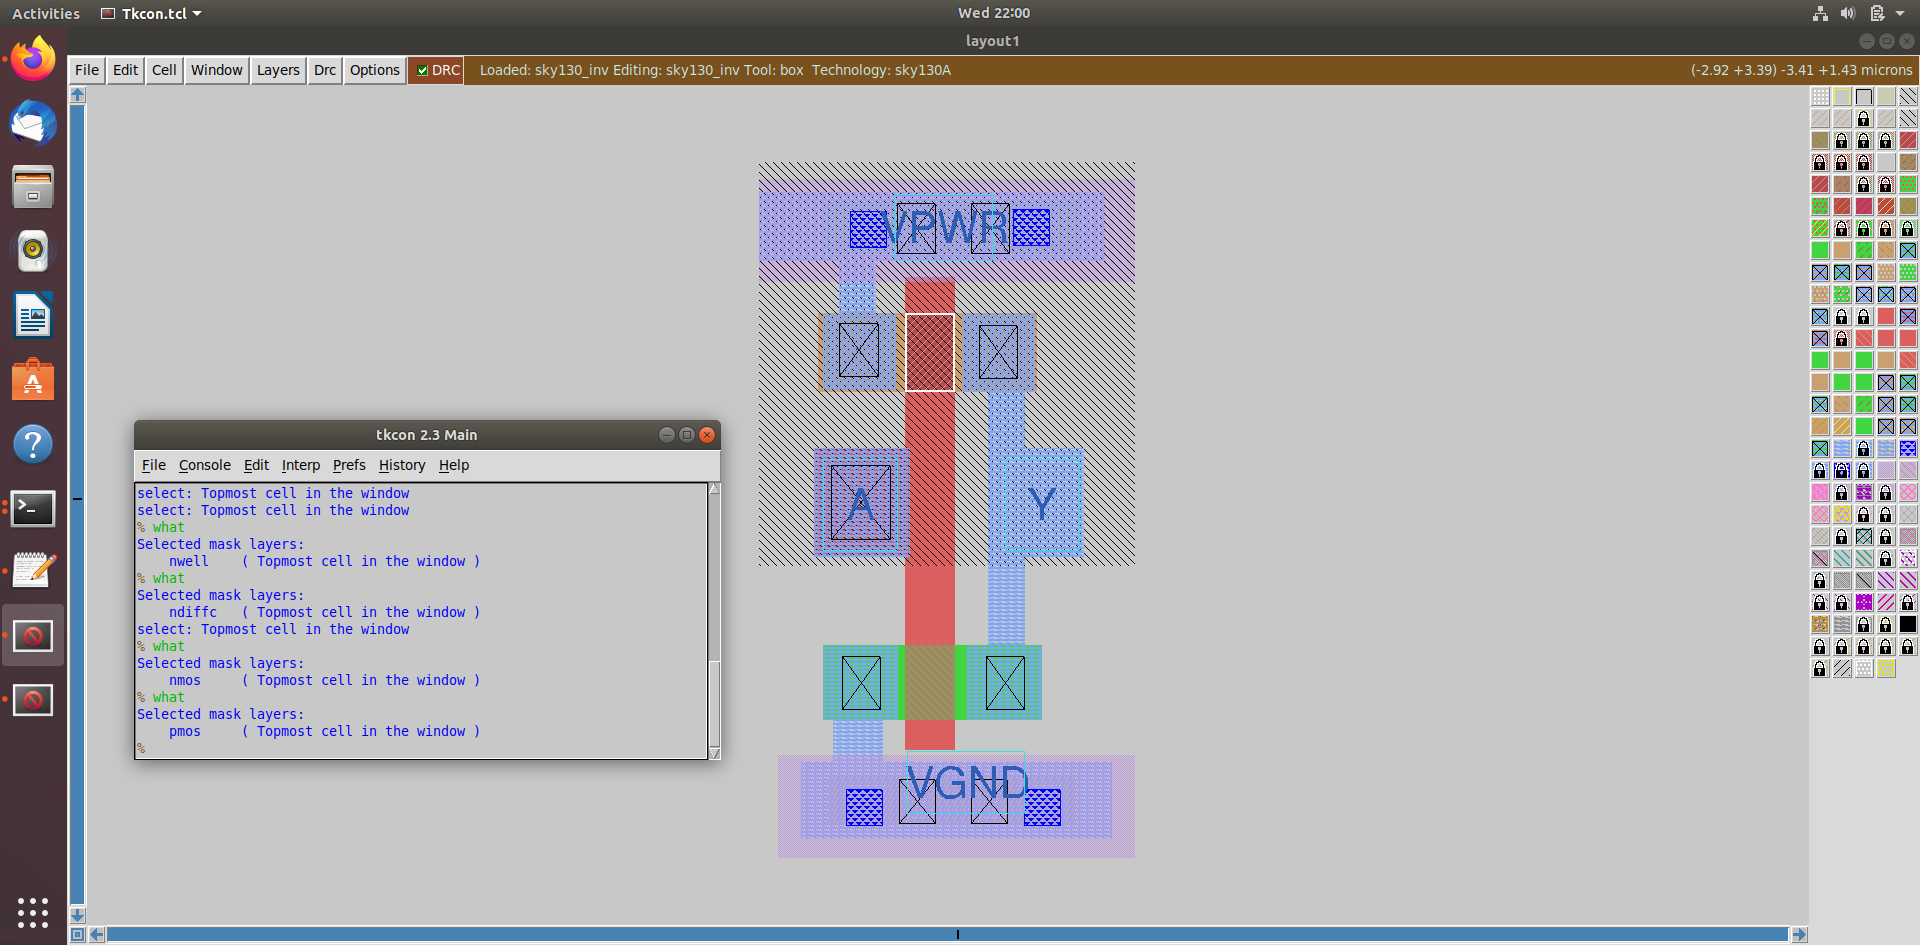 Activities Tkcon.tcl Wed 22:00
layout1
File Edit Cell Window Layers Drc Options DRC Loaded: sky130_inv Editing: sky130_inv Tool: box Technology: sky130A (-2.92 +3.39) -3.41 +1.43 microns
VPWR
A
Y
VGND
tkcon 2.3 Main
File Console Edit Interp Prefs History Help
select: Topmost cell in the window
select: Topmost cell in the window
% what
Selected mask layers:
nwell ( Topmost cell in the window )
% what
Selected mask layers:
ndiffc ( Topmost cell in the window )
select: Topmost cell in the window
% what
Selected mask layers:
nmos ( Topmost cell in the window )
% what
Selected mask layers:
pmos ( Topmost cell in the window )
%